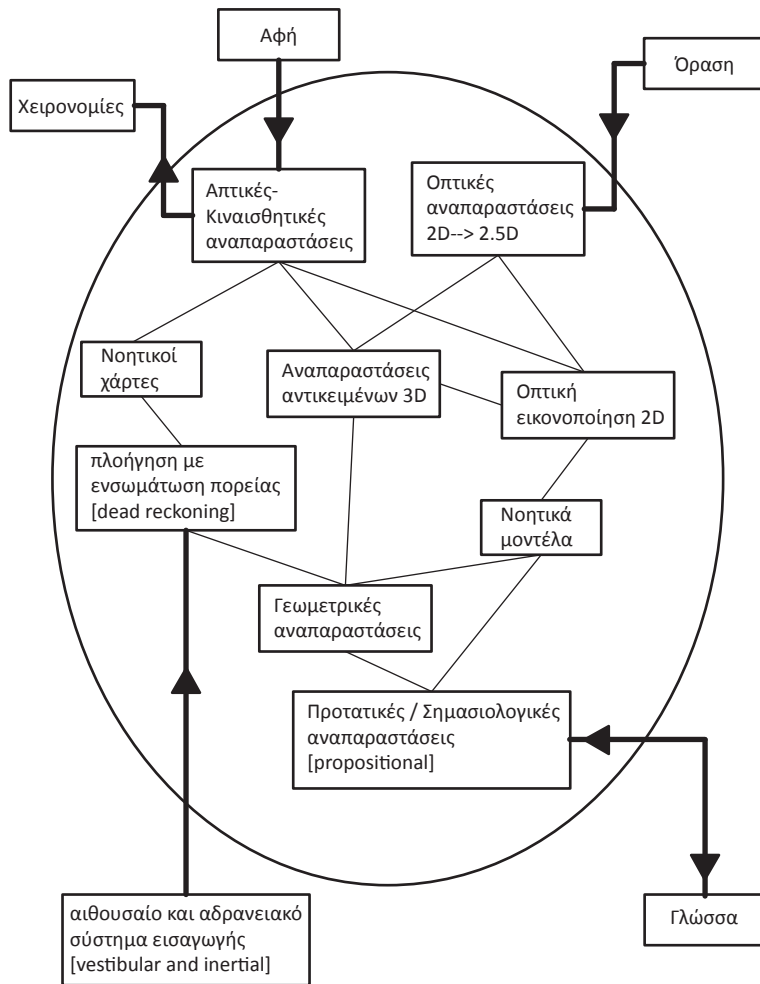 Αφή
Όραση
Χειρονομίες
Απτικές-
Κιναισθητικές
αναπαραστάσεις
Οπτικές
αναπαραστάσεις
2D--> 2.5D
Νοητικοί
χάρτες
Αναπαραστάσεις
αντικειμένων 3D
Οπτική
εικονοποίηση 2D
πλοήγηση με
ενσωμάτωση πορείας
[dead reckoning]
Νοητικά
μοντέλα
Γεωμετρικές
αναπαραστάσεις
Προτατικές / Σημασιολογικές
αναπαραστάσεις
[propositional]
αιθουσαίο και αδρανειακό
σύστημα εισαγωγής
[vestibular and inertial]
Γλώσσα